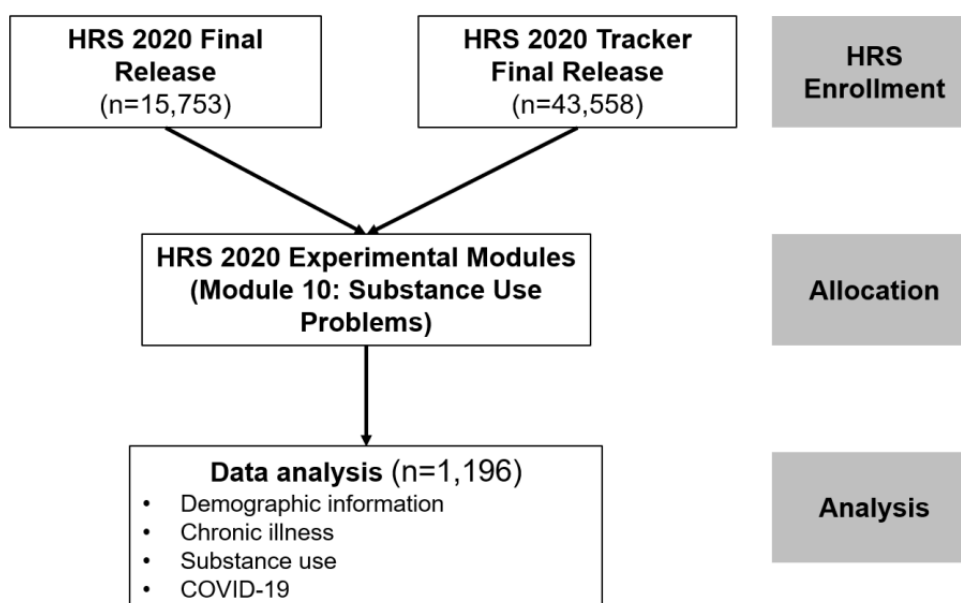 HRS 2020 Final
Release
(n=15,753)
HRS 2020 Tracker
Final Release
(n=43,558)
HRS
Enrollment
HRS 2020 Experimental Modules
(Module 10: Substance Use
Problems)
Allocation
Data analysis (n=1,196)
• Demographic information
• Chronic illness
• Substance use
• COVID-19
Analysis